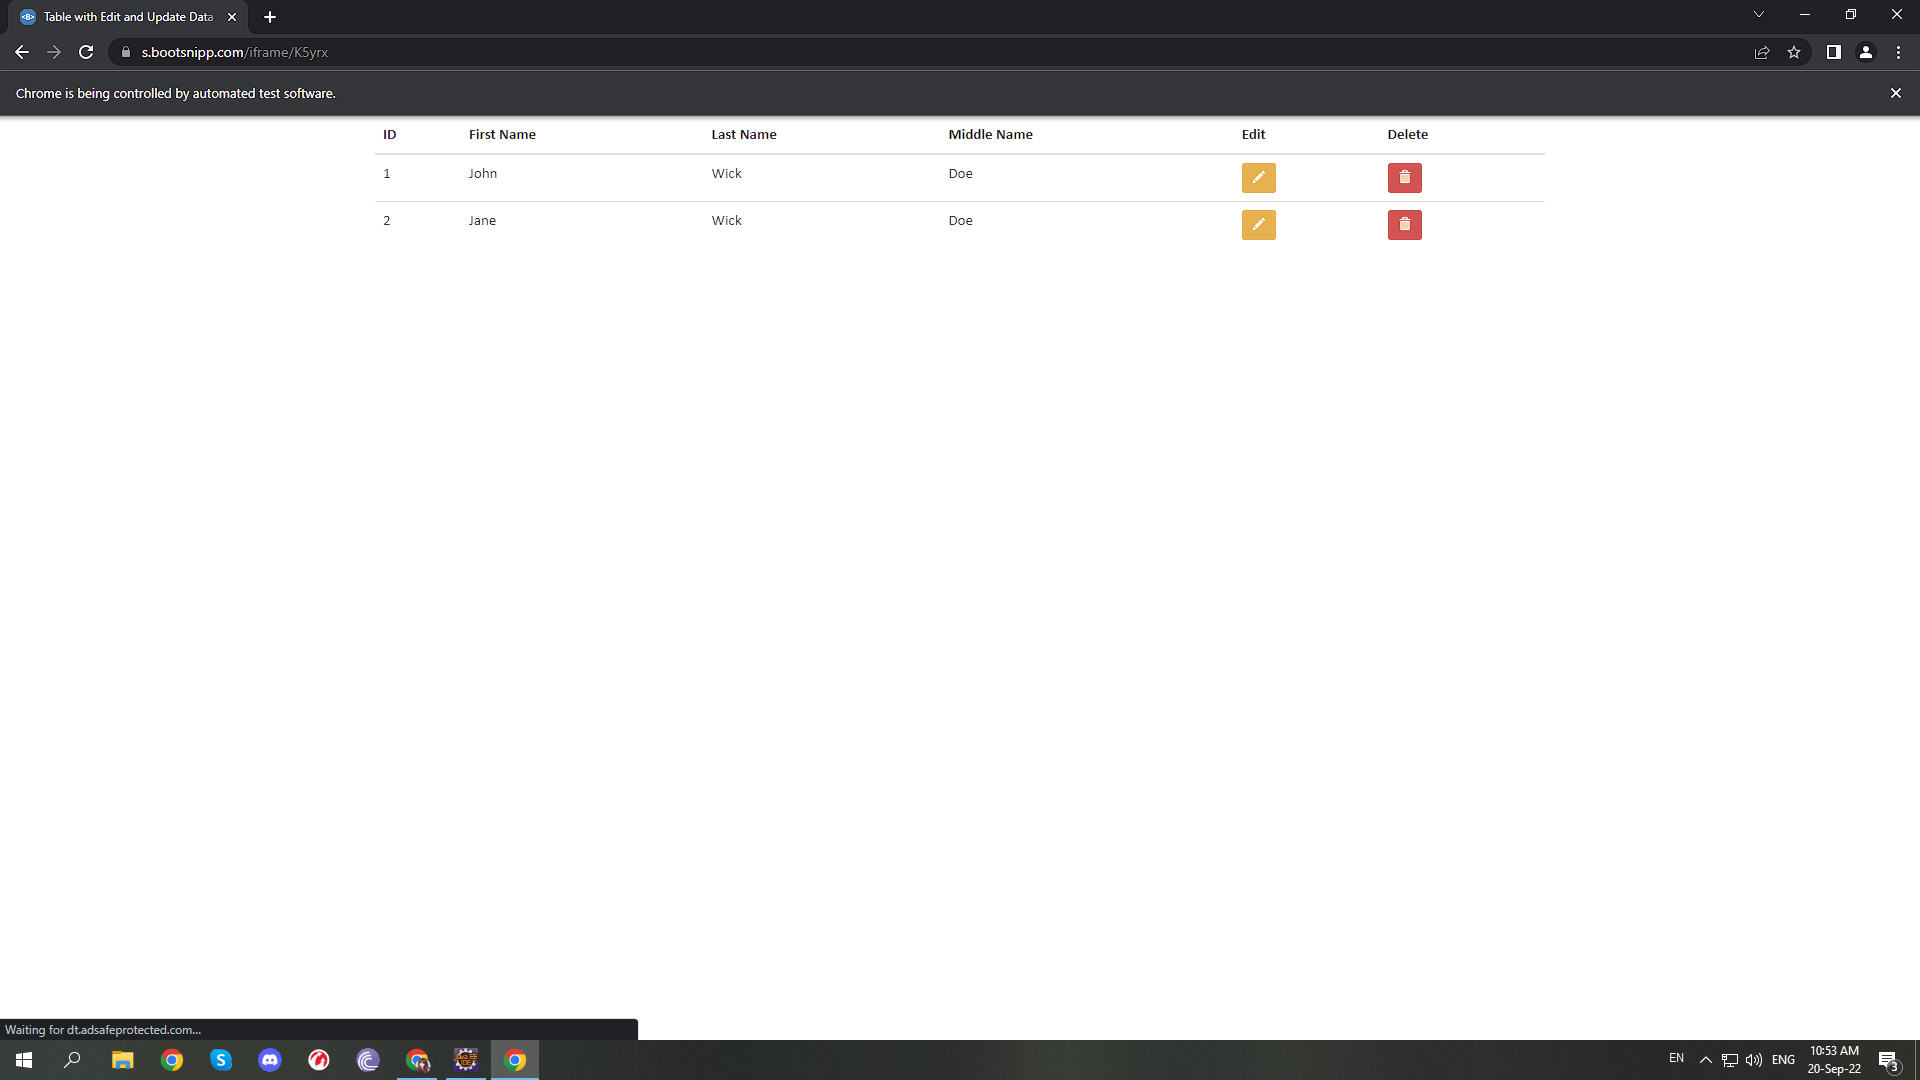 Table with Edit and Update Data
s.bootsnipp.com/iframe/K5yrx
Chrome is being controlled by automated test software.
ID First Name Last Name Middle Name Edit Delete
1 John Wick Doe
2 Jane Wick Doe
Waiting for dt.adsafeprotected.com...
EN ENG 10:53 AM
20-Sep-22 3